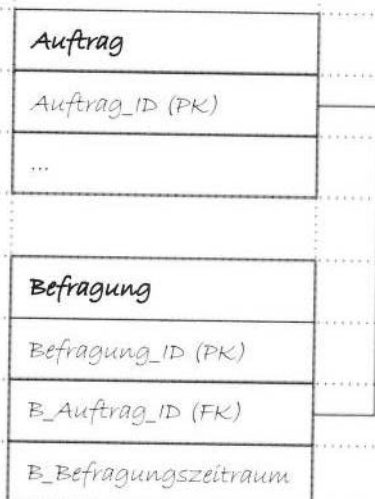 Auftrag
Auftrag_ID (PK)
...
Befragung
Befragung_ID (PK)
B_Auftrag_ID (FK)
B_Befragungszeitraum